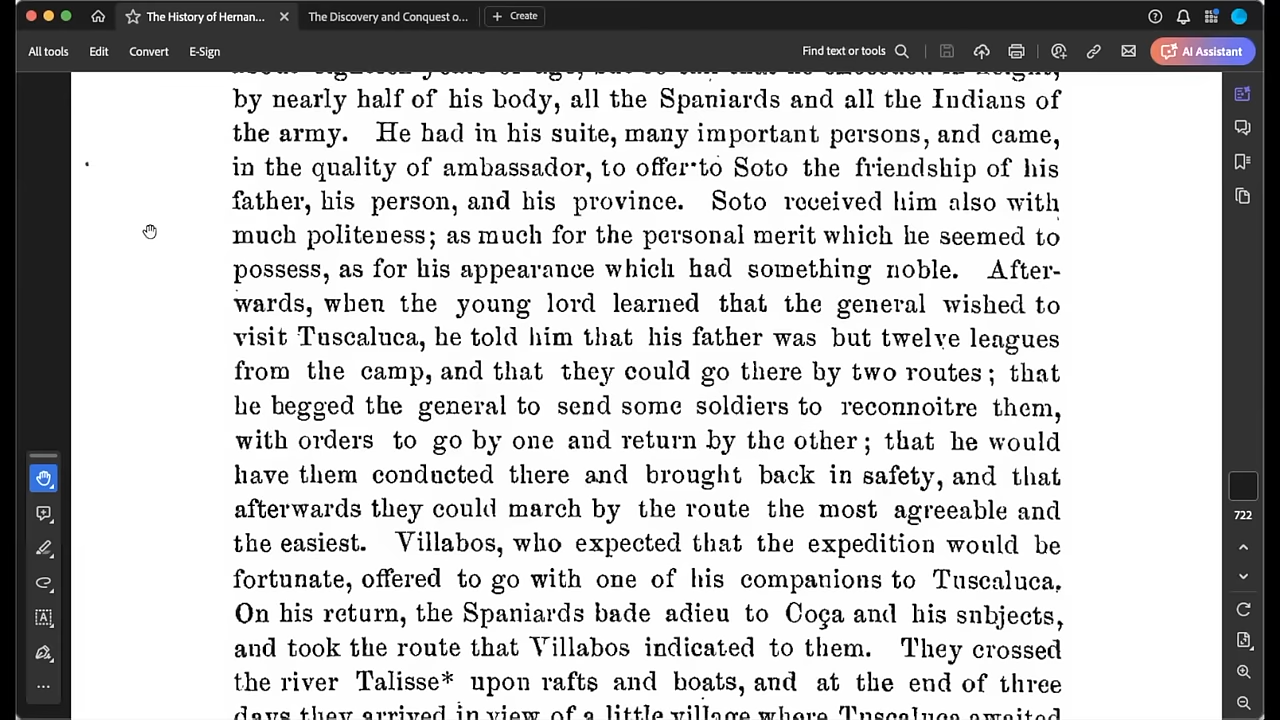 The History of Hernan...
The Discovery and Conquest o...
Create
All tools
Edit
Convert
E-Sign
Find text or tools
AI Assistant
by nearly half of his body, all the Spaniards and all the Indians of
the army. He had in his suite, many important persons, and came,
in the quality of ambassador, to offer to Soto the friendship of his
father, his person, and his province. Soto received him also with
much politeness; as much for the personal merit which he seemed to
possess, as for his appearance which had something noble. After-
wards, when the young lord learned that the general wished to
visit Tuscaluca, he told him that his father was but twelve leagues
from the camp, and that they could go there by two routes; that
he begged the general to send some soldiers to reconnoitre them,
with orders to go by one and return by the other; that he would
have them conducted there and brought back in safety, and that
afterwards they could march by the route the most agreeable and
the easiest. Villabos, who expected that the expedition would be
fortunate, offered to go with one of his companions to Tuscaluca.
On his return, the Spaniards bade adieu to Coça and his snbjects,
and took the route that Villabos indicated to them. They crossed
the river Talisse* upon rafts and boats, and at the end of three
days they arrived in view of a little village where Tuscaluca awaited
722